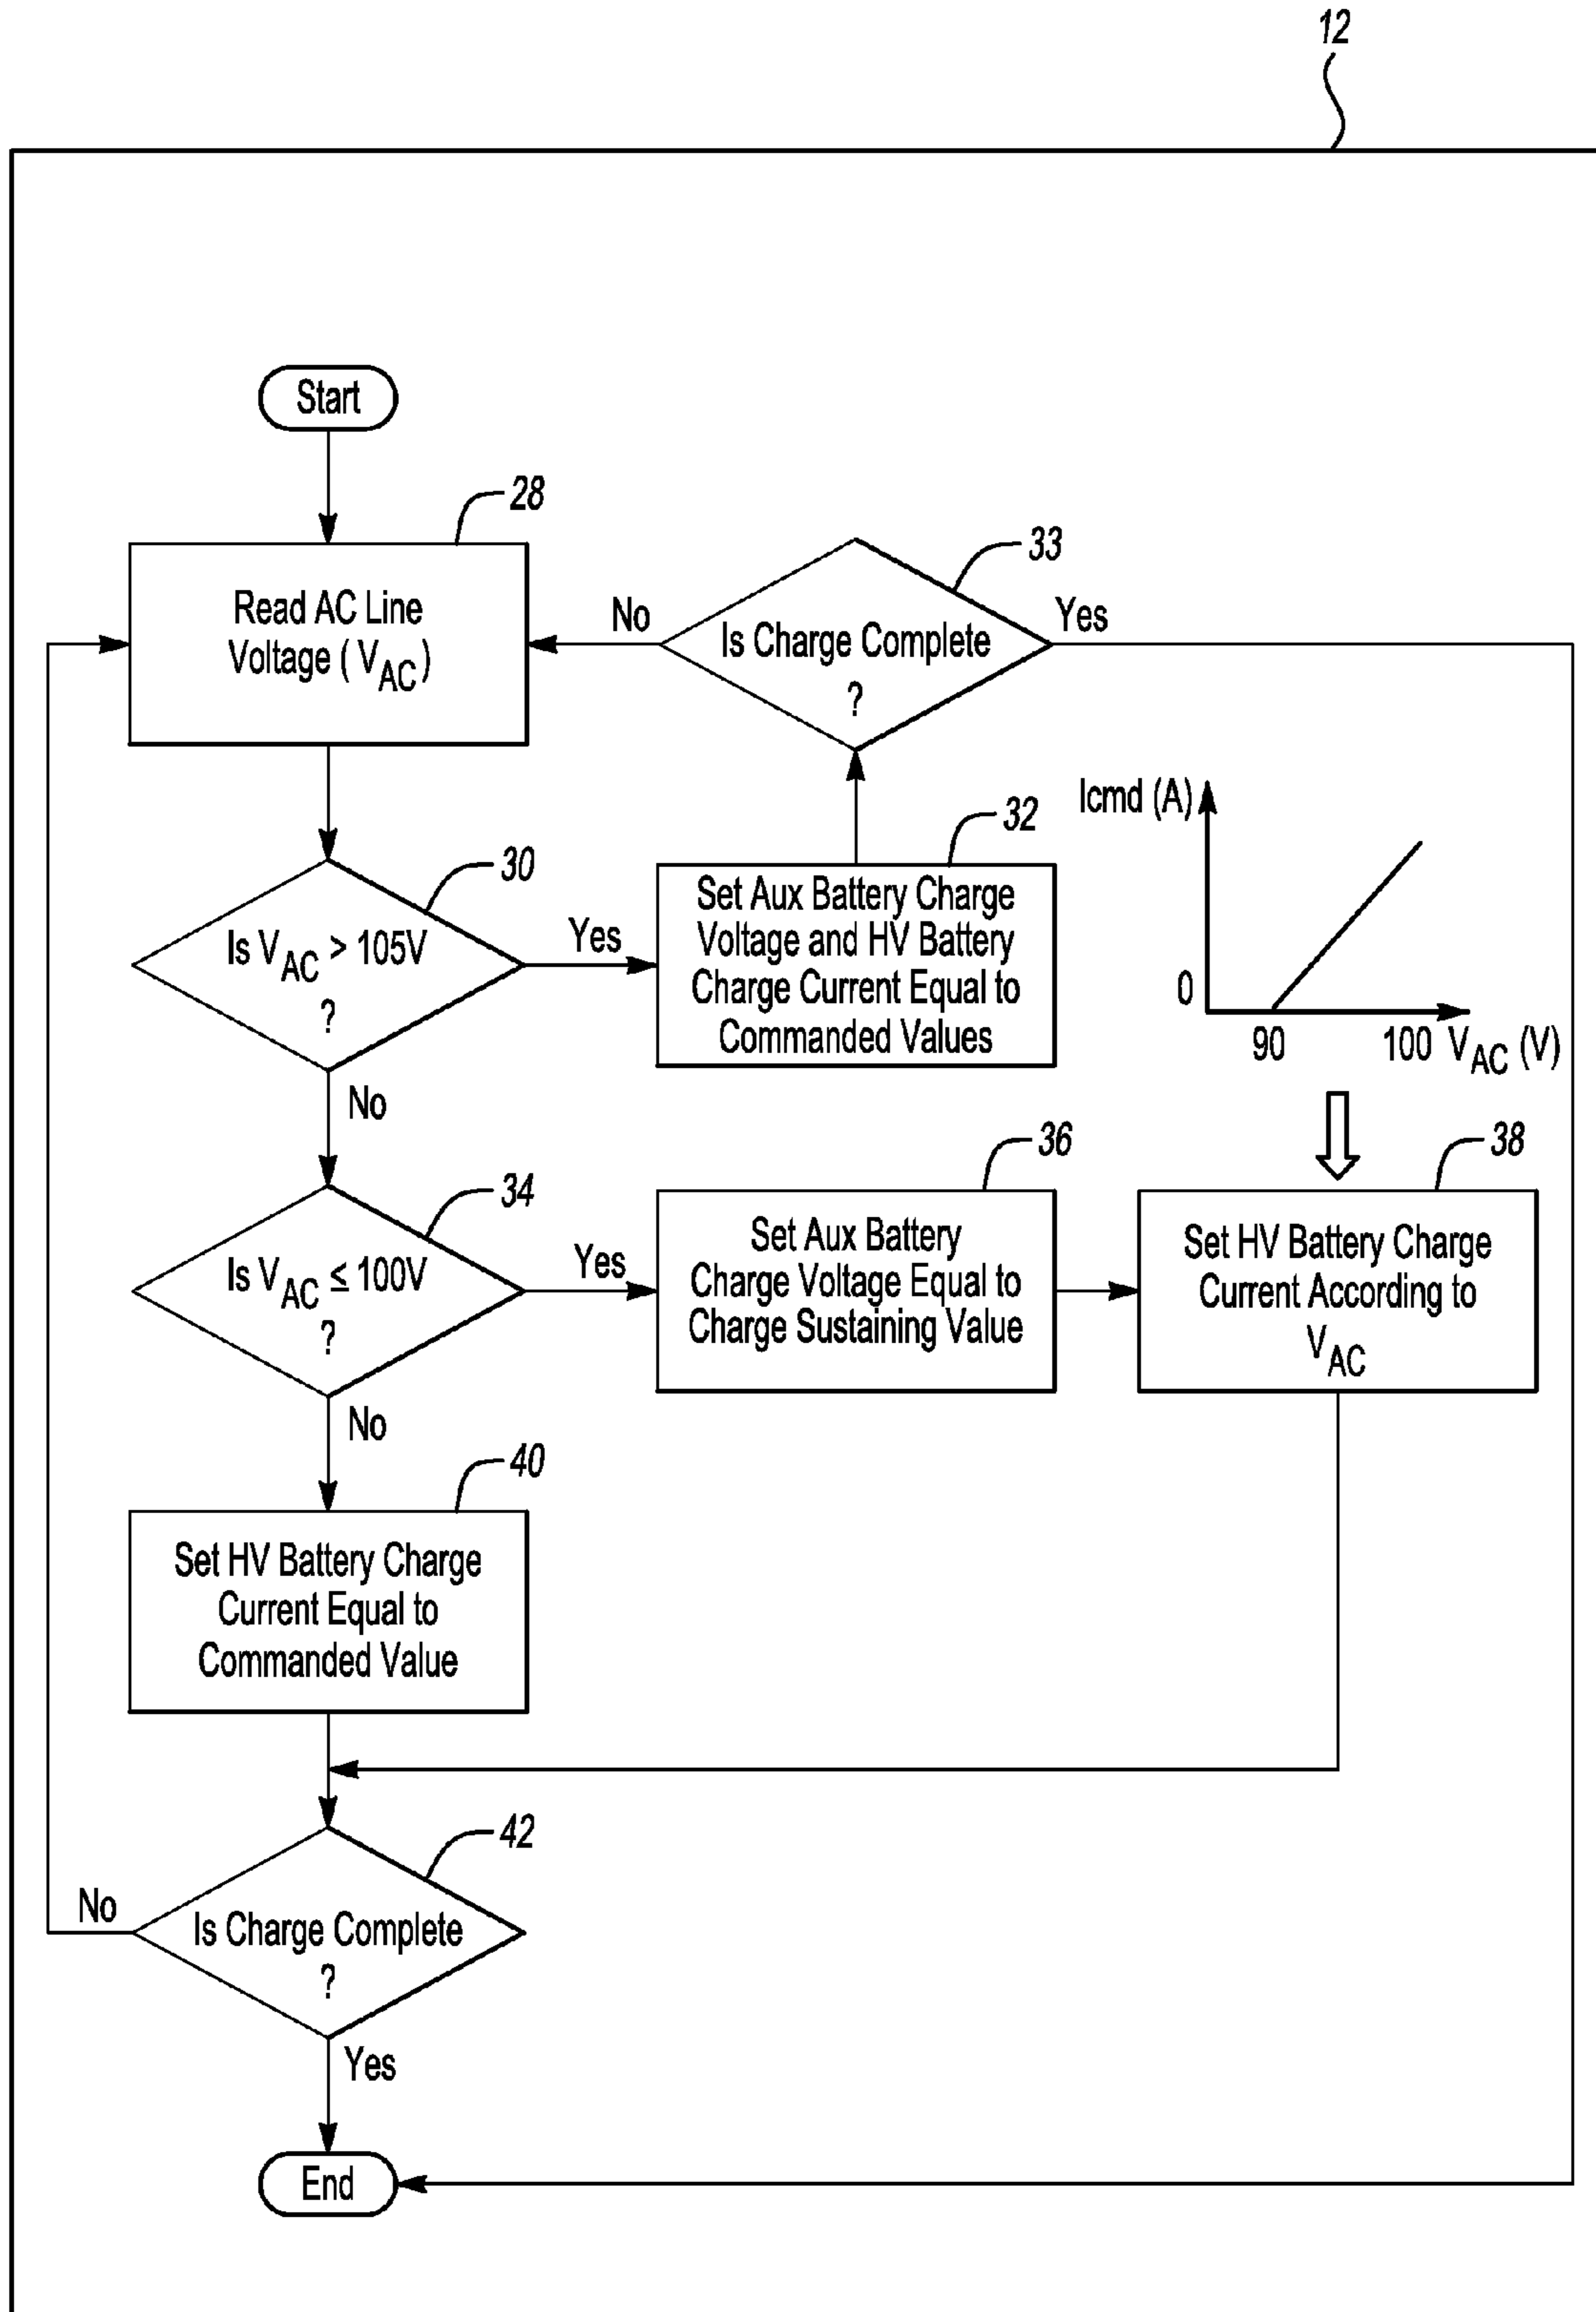 12
Start
28
Read AC Line
Voltage ( VAC)
33
No
Yes
Is Charge Complete
?
30
Is VAC > 105V
?
Yes
No
32
Set Aux Battery Charge
Voltage and HV Battery
Charge Current Equal to
Commanded Values
Icmd (A)
0
90
100
VAC (V)
34
Is VAC ≤ 100V
?
Yes
No
36
Set Aux Battery
Charge Voltage Equal to
Charge Sustaining Value
38
Set HV Battery Charge
Current According to
VAC
40
Set HV Battery Charge
Current Equal to
Commanded Value
42
No
Is Charge Complete
?
Yes
End